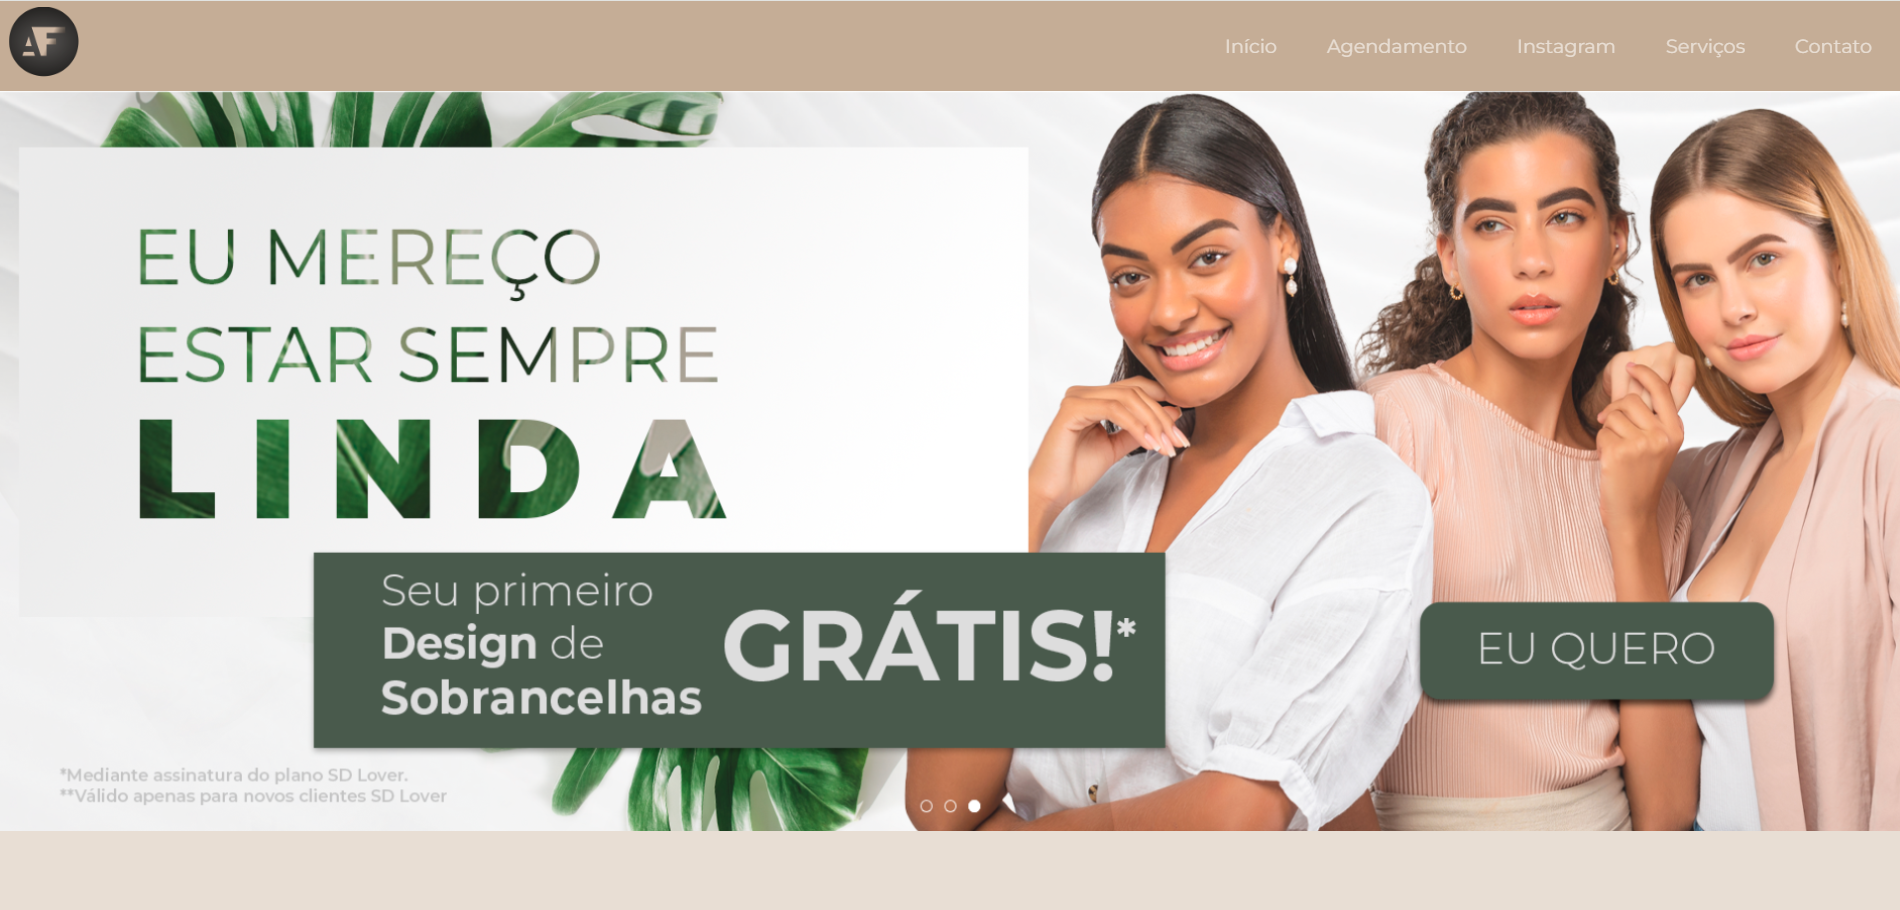 AF
Início Agendamento Instagram Serviços Contato
EU MEREÇO
ESTAR SEMPRE
LINDA
Seu primeiro
Design de
Sobrancelhas
GRÁTIS!*
EU QUERO
*Mediante assinatura do plano SD Lover.
**Válido apenas para novos clientes SD Lover